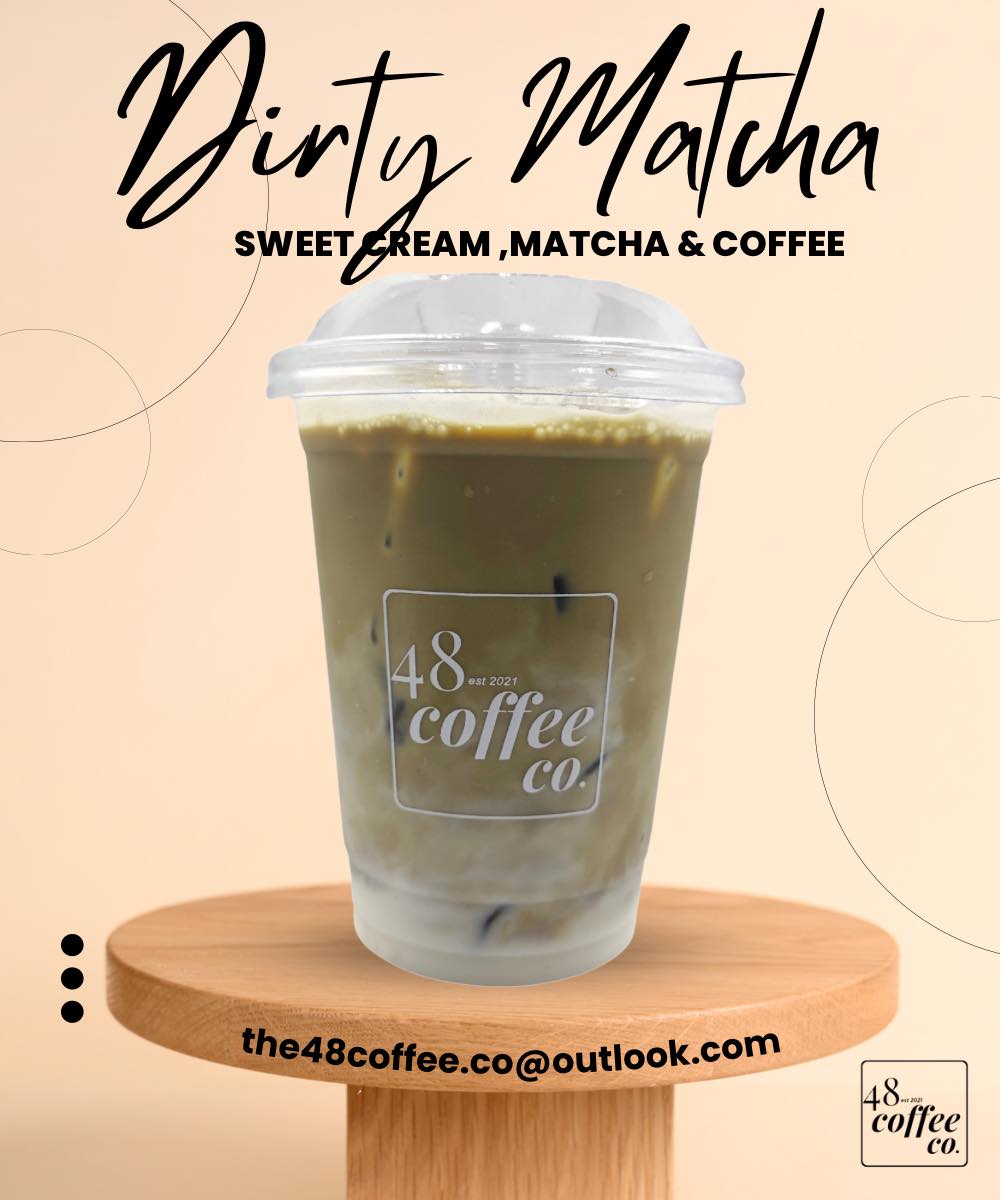 Dirty Matcha
SWEET CREAM ,MATCHA & COFFEE
48 est 2021
coffee
co.
the48coffee.co@outlook.com
48 est 2021
coffee
co.